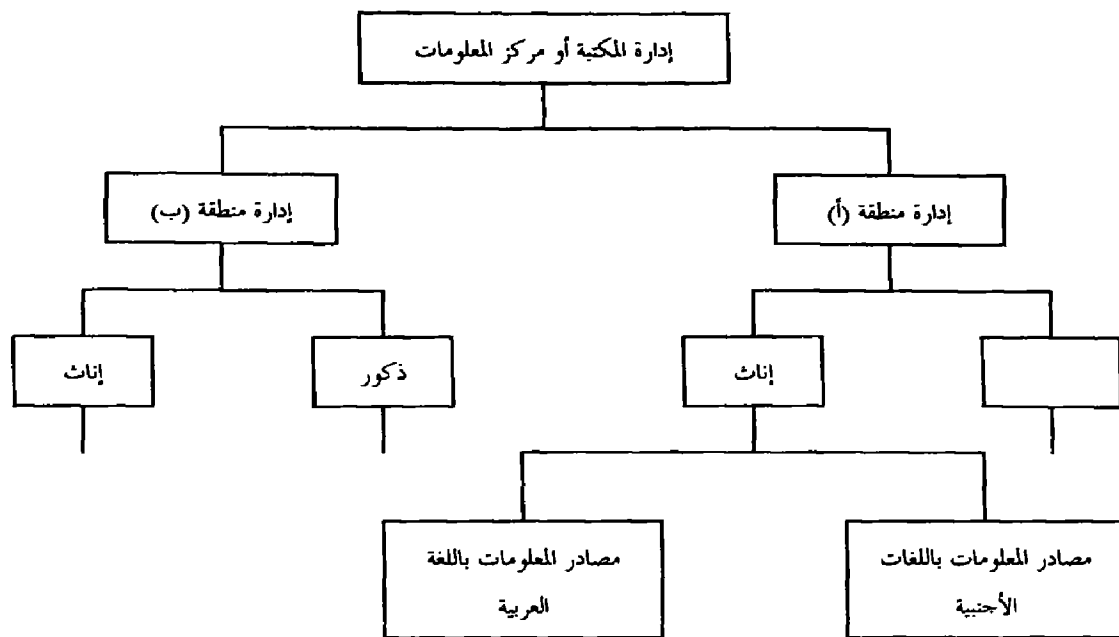 إدارة المكتبة أو مركز المعلومات
إدارة منطقة (أ)
إدارة منطقة (ب)
إناث
ذكور
إناث
مصادر المعلومات باللغات
الأجنبية
مصادر المعلومات باللغة
العربية